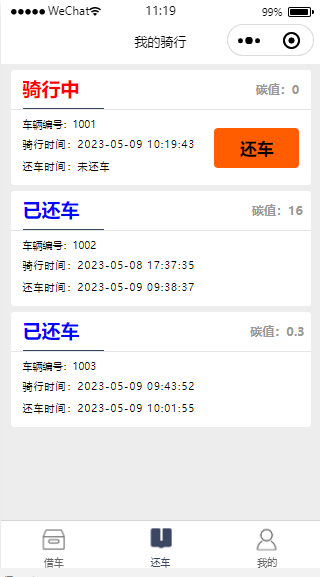 ●●●●● WeChat 11:19 99%
我的骑行
骑行中 碳值：0
车辆编号：1001
骑行时间：2023-05-09 10:19:43
还车
还车时间：未还车
已还车 碳值：16
车辆编号：1002
骑行时间：2023-05-08 17:37:35
还车时间：2023-05-09 09:38:37
已还车 碳值：0.3
车辆编号：1003
骑行时间：2023-05-09 09:43:52
还车时间：2023-05-09 10:01:55
借车 还车 我的